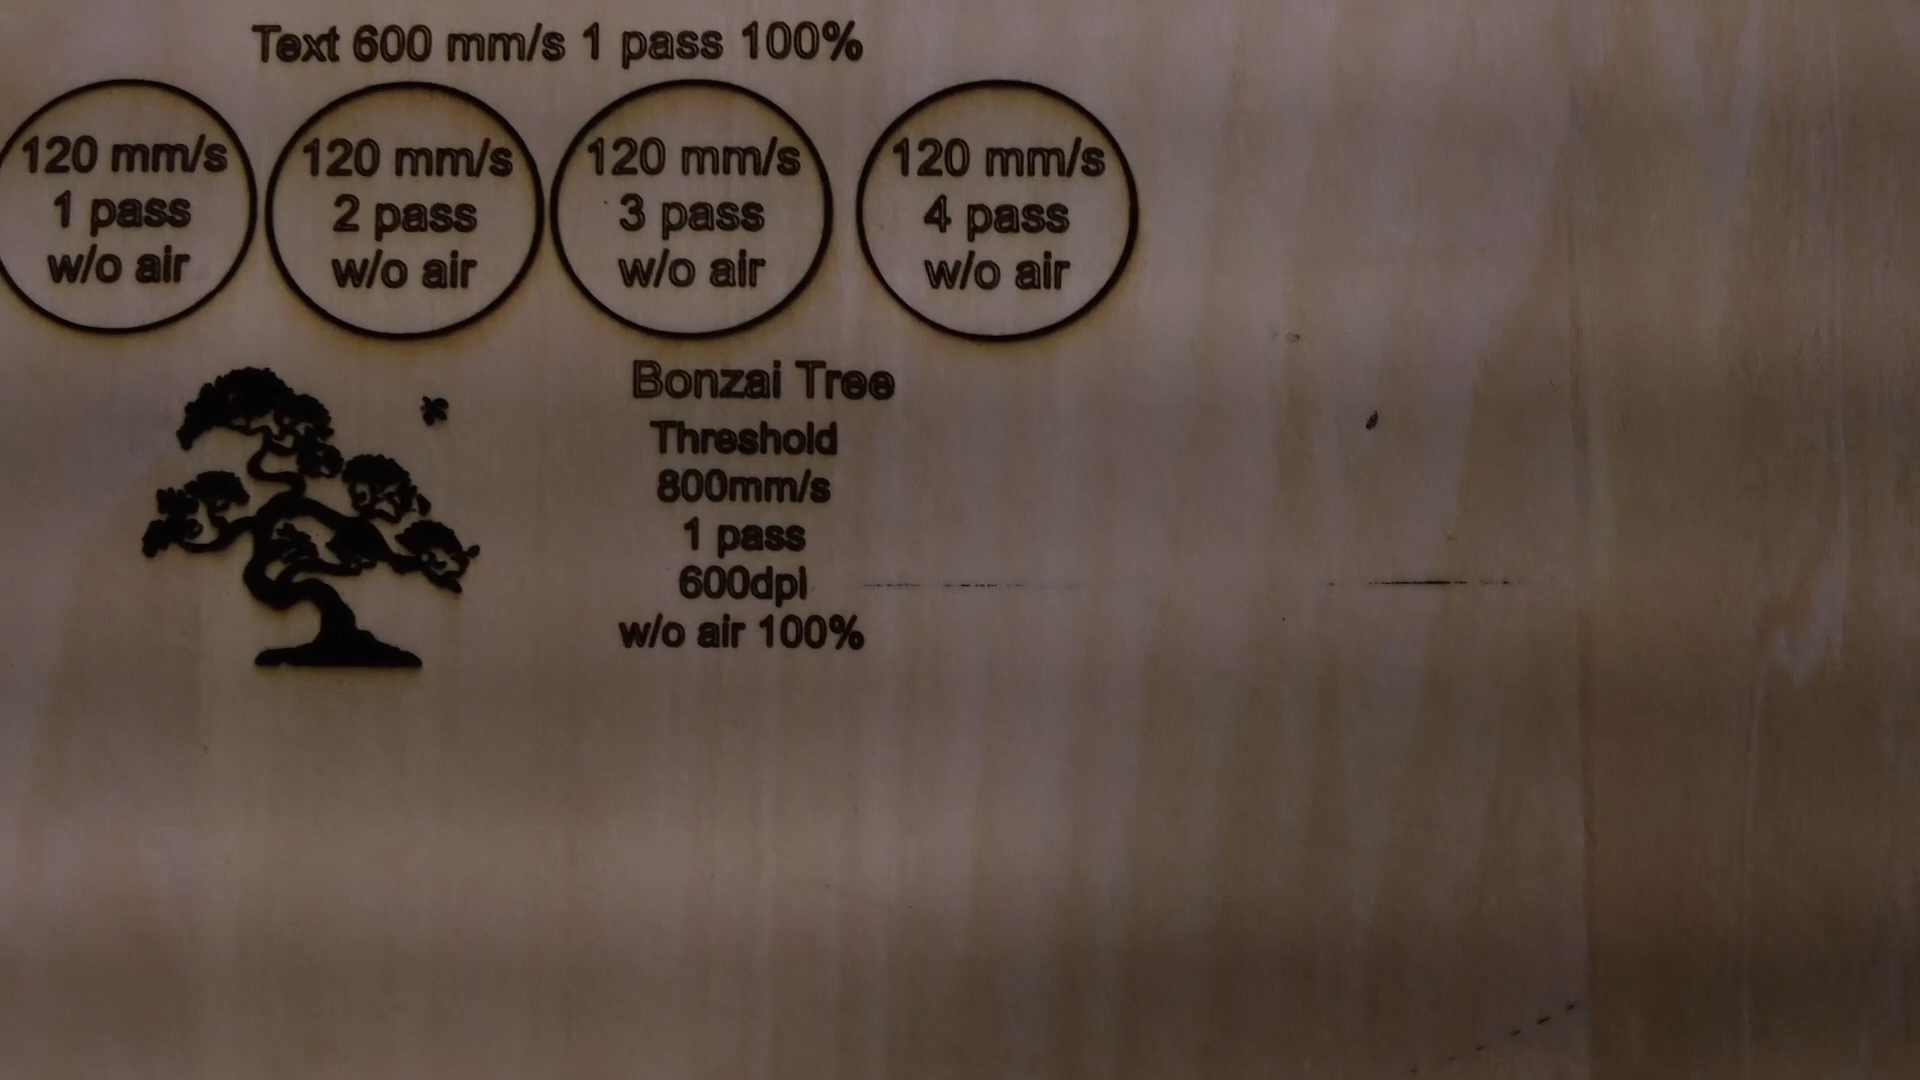 Text 600 mm/s 1 pass 100%
120 mm/s
1 pass
w/o air
120 mm/s
2 pass
w/o air
120 mm/s
3 pass
w/o air
120 mm/s
4 pass
w/o air
Bonzai Tree
Threshold
800mm/s
1 pass
600dpi
w/o air 100%